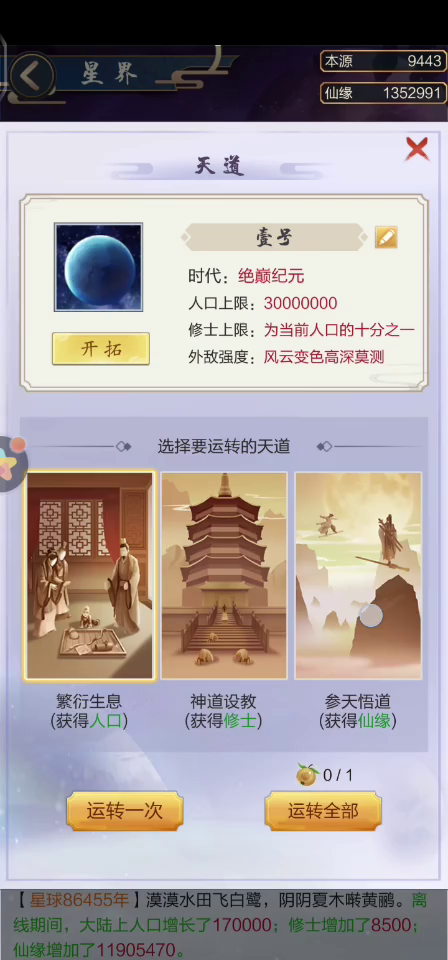 星界
本源 9443
仙缘 1352991
天道
壹号
时代：绝巅纪元
人口上限：30000000
修士上限：为当前人口的十分之一
外敌强度：风云变色高深莫测
开拓
选择要运转的天道
繁衍生息 神道设教 参天悟道
(获得人口) (获得修士) (获得仙缘)
0/1
运转一次 运转全部
【星球86455年】漠漠水田飞白鹭，阴阴夏木啭黄鹂。离
线期间，大陆上人口增长了170000；修士增加了8500；
仙缘增加了11905470。